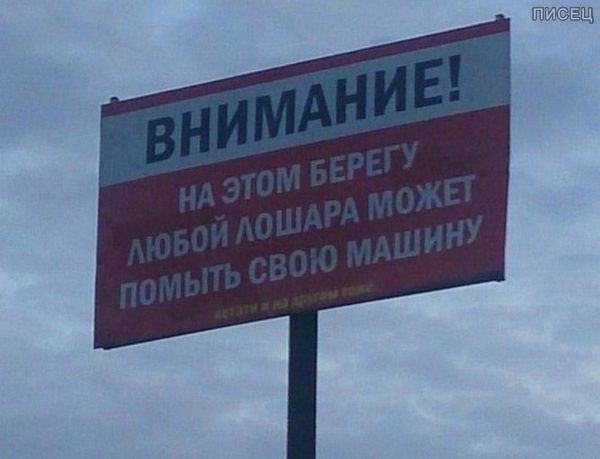 ПИСЕЦ
ВНИМАНИЕ!
НА ЭТОМ БЕРЕГУ
ЛЮБОЙ ЛОШАРА МОЖЕТ
ПОМЫТЬ СВОЮ МАШИНУ
кстати и на другом тоже...